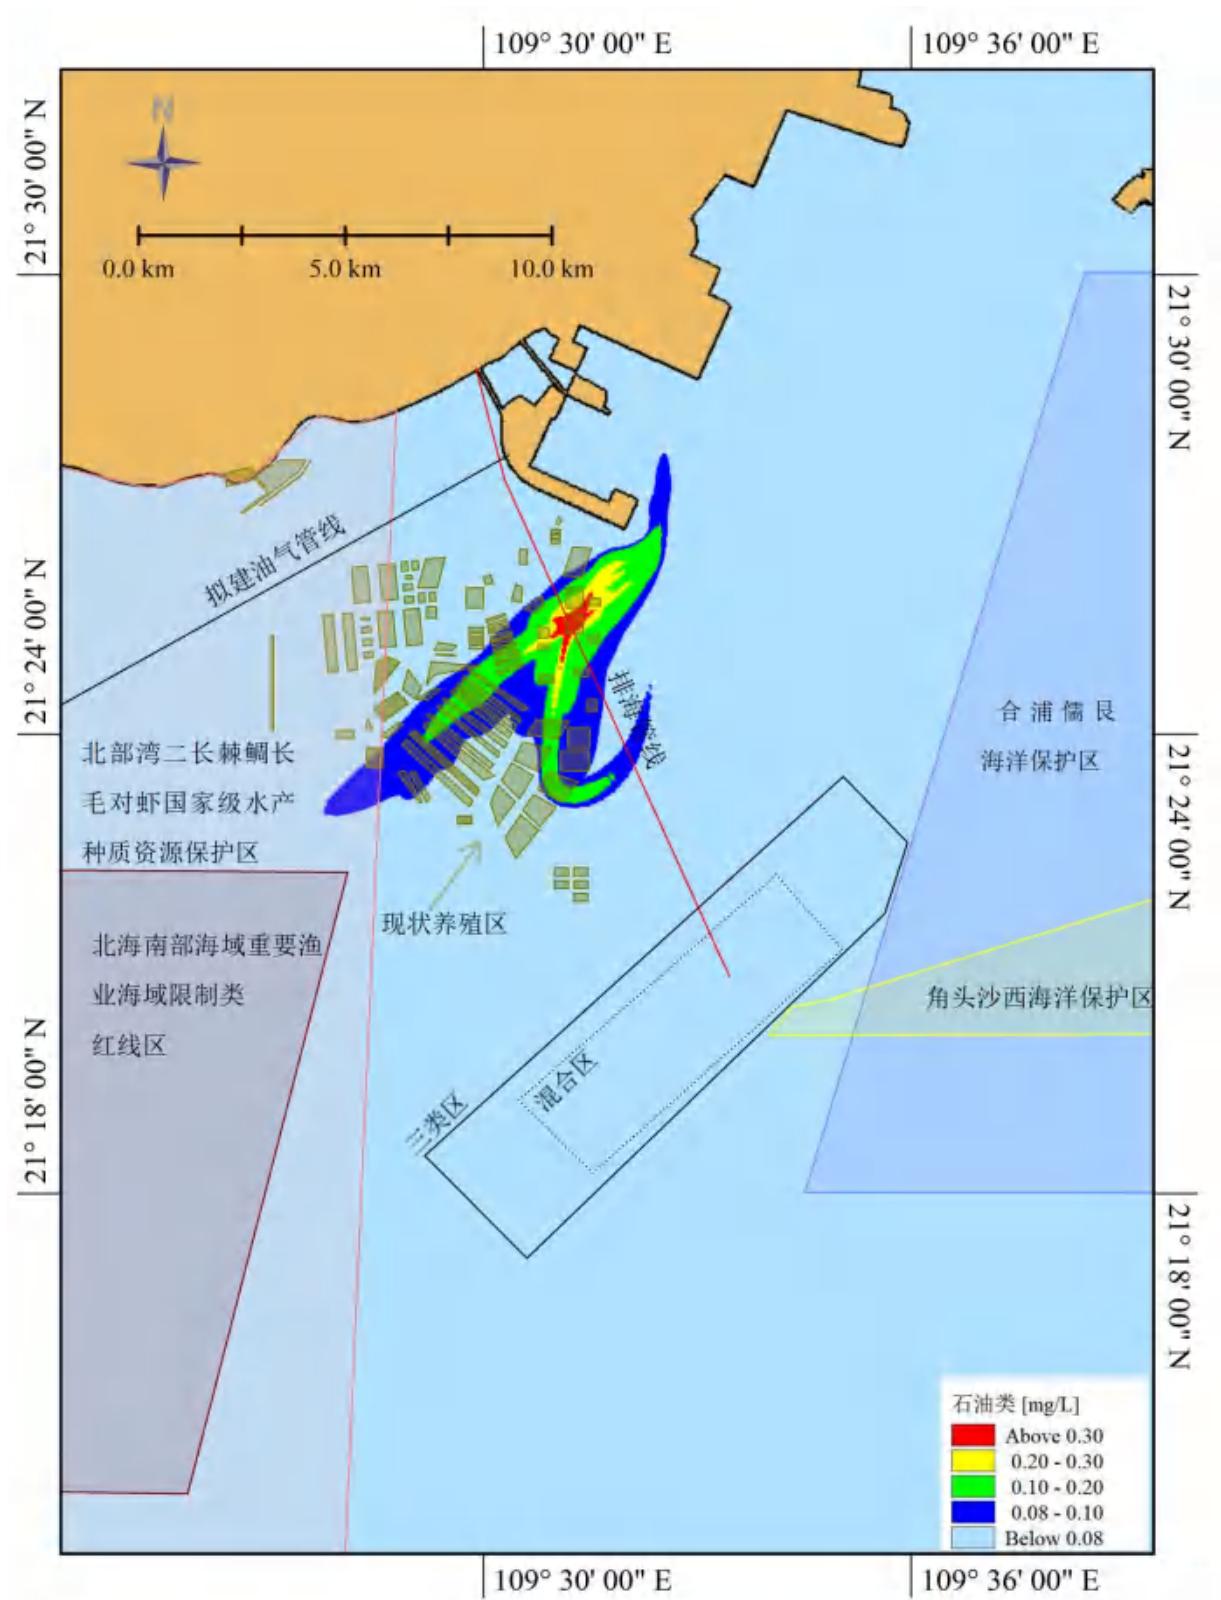 109° 30' 00" E
109° 36' 00" E
N
21° 30' 00" N
0.0 km
5.0 km
10.0 km
21° 30' 00" N
拟建油气管线
21° 24' 00" N
排海管线
合浦儒艮
海洋保护区
北部湾二长棘鲷长
毛对虾国家级水产
种质资源保护区
21° 24' 00" N
现状养殖区
北海南部海域重要渔
业海域限制类
红线区
角头沙西海洋保护区
混合区
三类区
21° 18' 00" N
21° 18' 00" N
石油类 [mg/L]
Above 0.30
0.20 - 0.30
0.10 - 0.20
0.08 - 0.10
Below 0.08
109° 30' 00" E
109° 36' 00" E